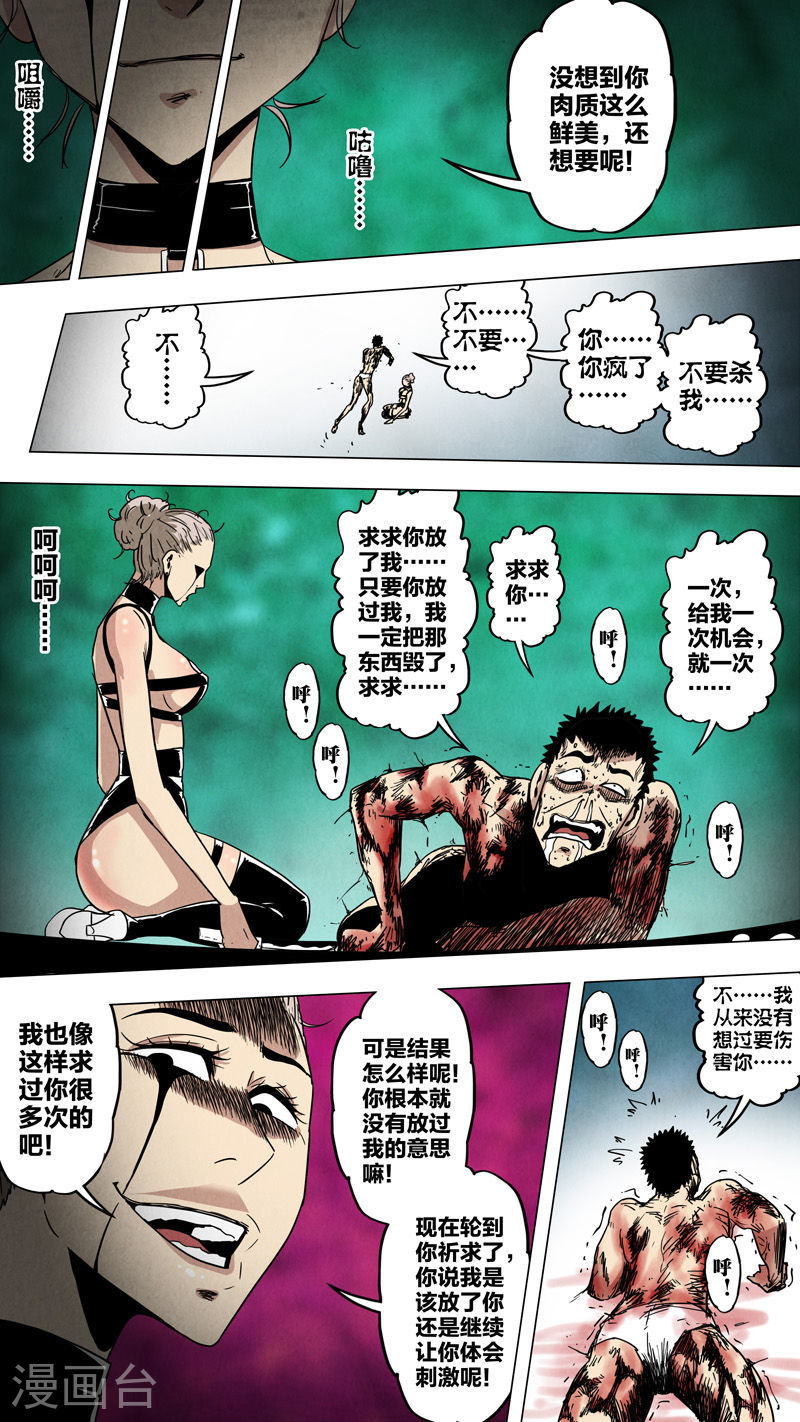 咀嚼……
咕噜……
没想到你
肉质这么
鲜美，还
想要呢！
不
……
不……
不要…
…
你……
你疯了
……
不要杀
我……
呵呵呵……
求求你放
了我……
只要你放
过我，我
一定把那
东西毁了，
求求……
求求
你…
…
一次，
给我一
次机会，
就一次
……
呼！
呼！
呼！
呼！
我也像
这样求
过你很
多次的
吧！
可是结果
怎么样呢！
你根本就
没有放过
我的意思
嘛！
现在轮到
你祈求了，
你说我是
该放了你
还是继续
让你体会
刺激呢！
不……我
从来没有
想过要伤
害你……
呼！
呼！
呼！
漫画台